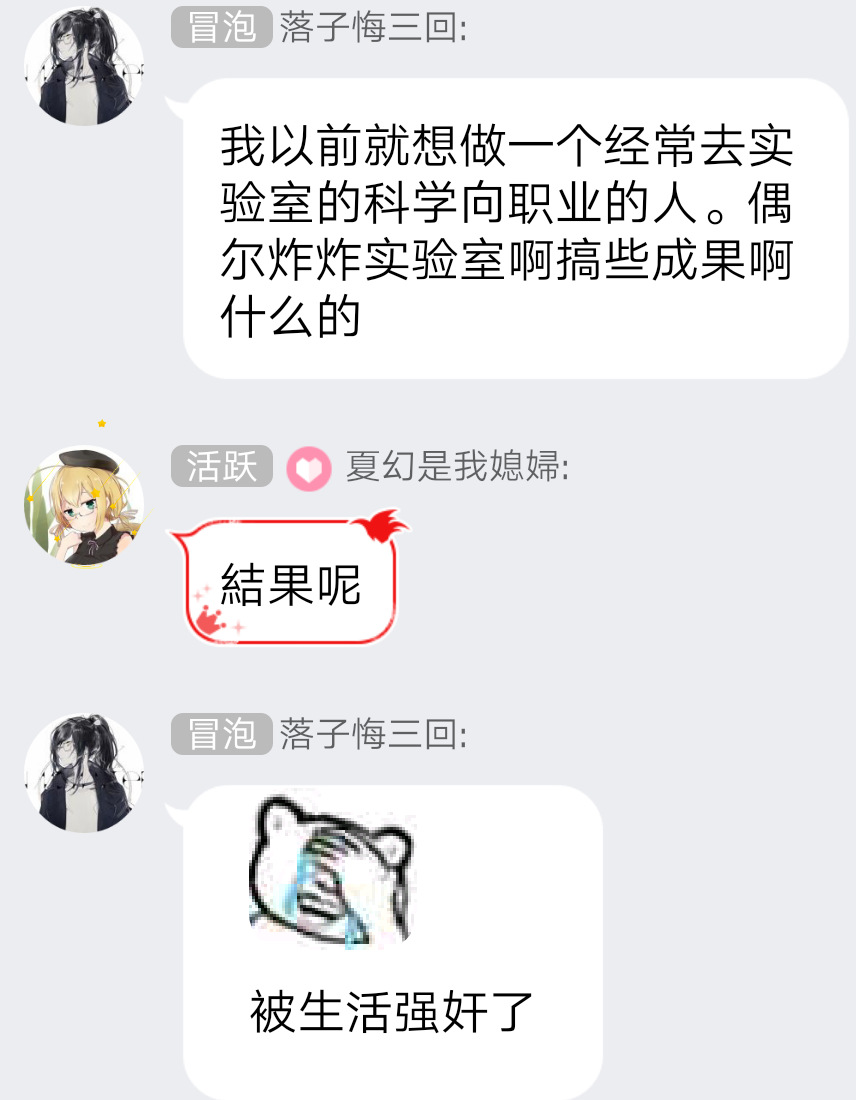 冒泡 落子悔三回:
我以前就想做一个经常去实
验室的科学向职业的人。偶
尔炸炸实验室啊搞些成果啊
什么的
活跃 夏幻是我媳婦:
結果呢
冒泡 落子悔三回:
被生活强奸了